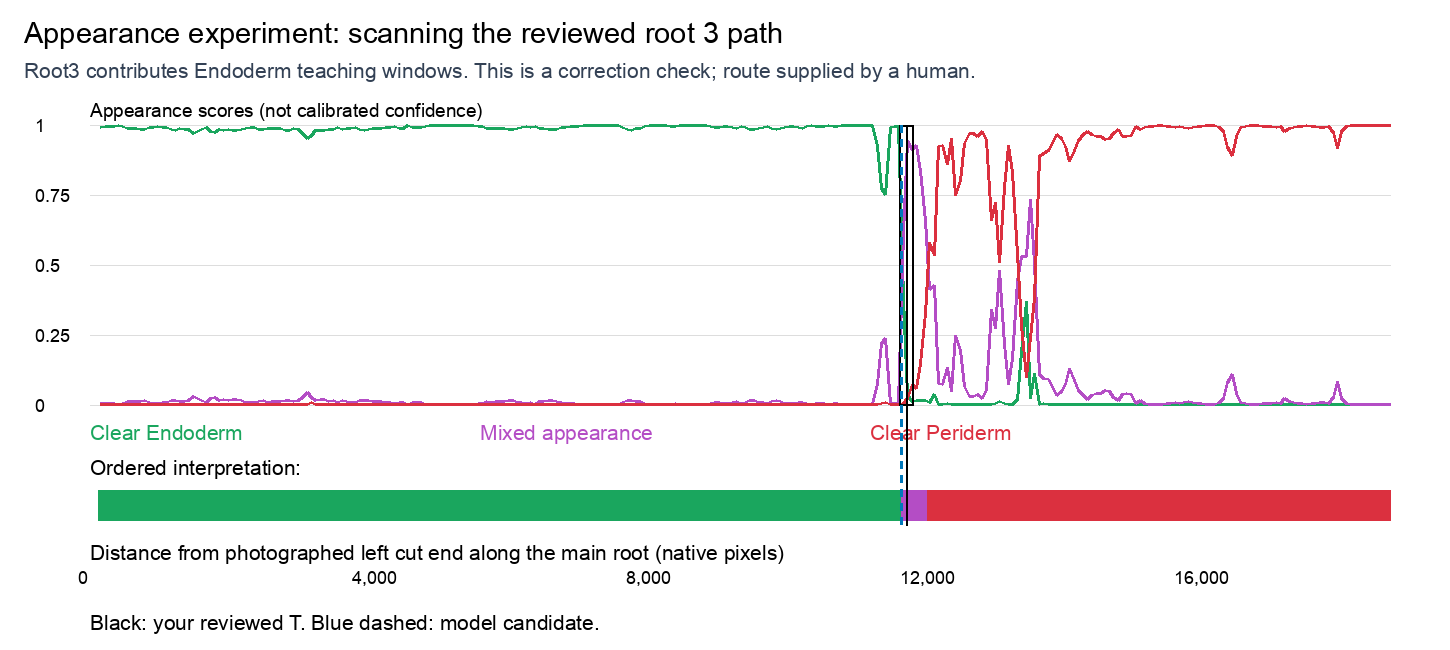 Appearance experiment: scanning the reviewed root 3 path
Root3 contributes Endoderm teaching windows. This is a correction check; route supplied by a human.
Appearance scores (not calibrated confidence)
1
0.75
0.5
0.25
0
Clear Endoderm Mixed appearance Clear Periderm
Ordered interpretation:
Distance from photographed left cut end along the main root (native pixels)
0 4,000 8,000 12,000 16,000
Black: your reviewed T. Blue dashed: model candidate.